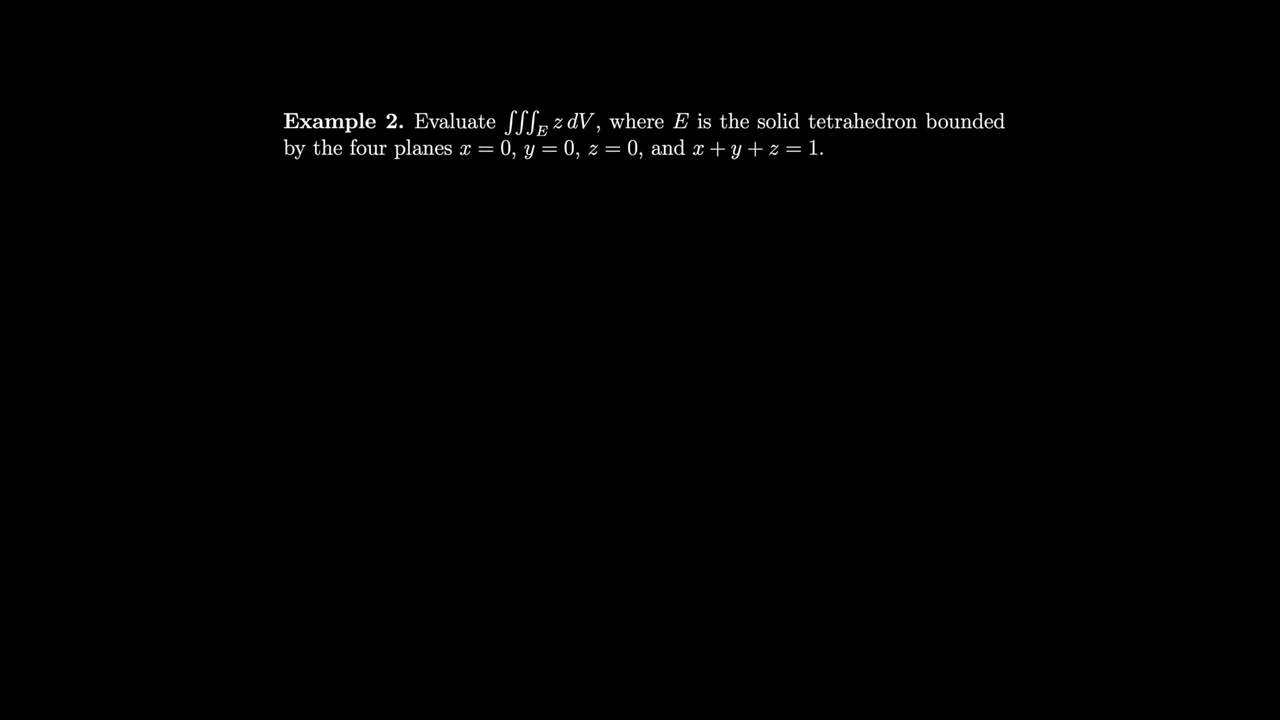 Example 2. Evaluate ∭_E z dV, where E is the solid tetrahedron bounded
by the four planes x = 0, y = 0, z = 0, and x + y + z = 1.